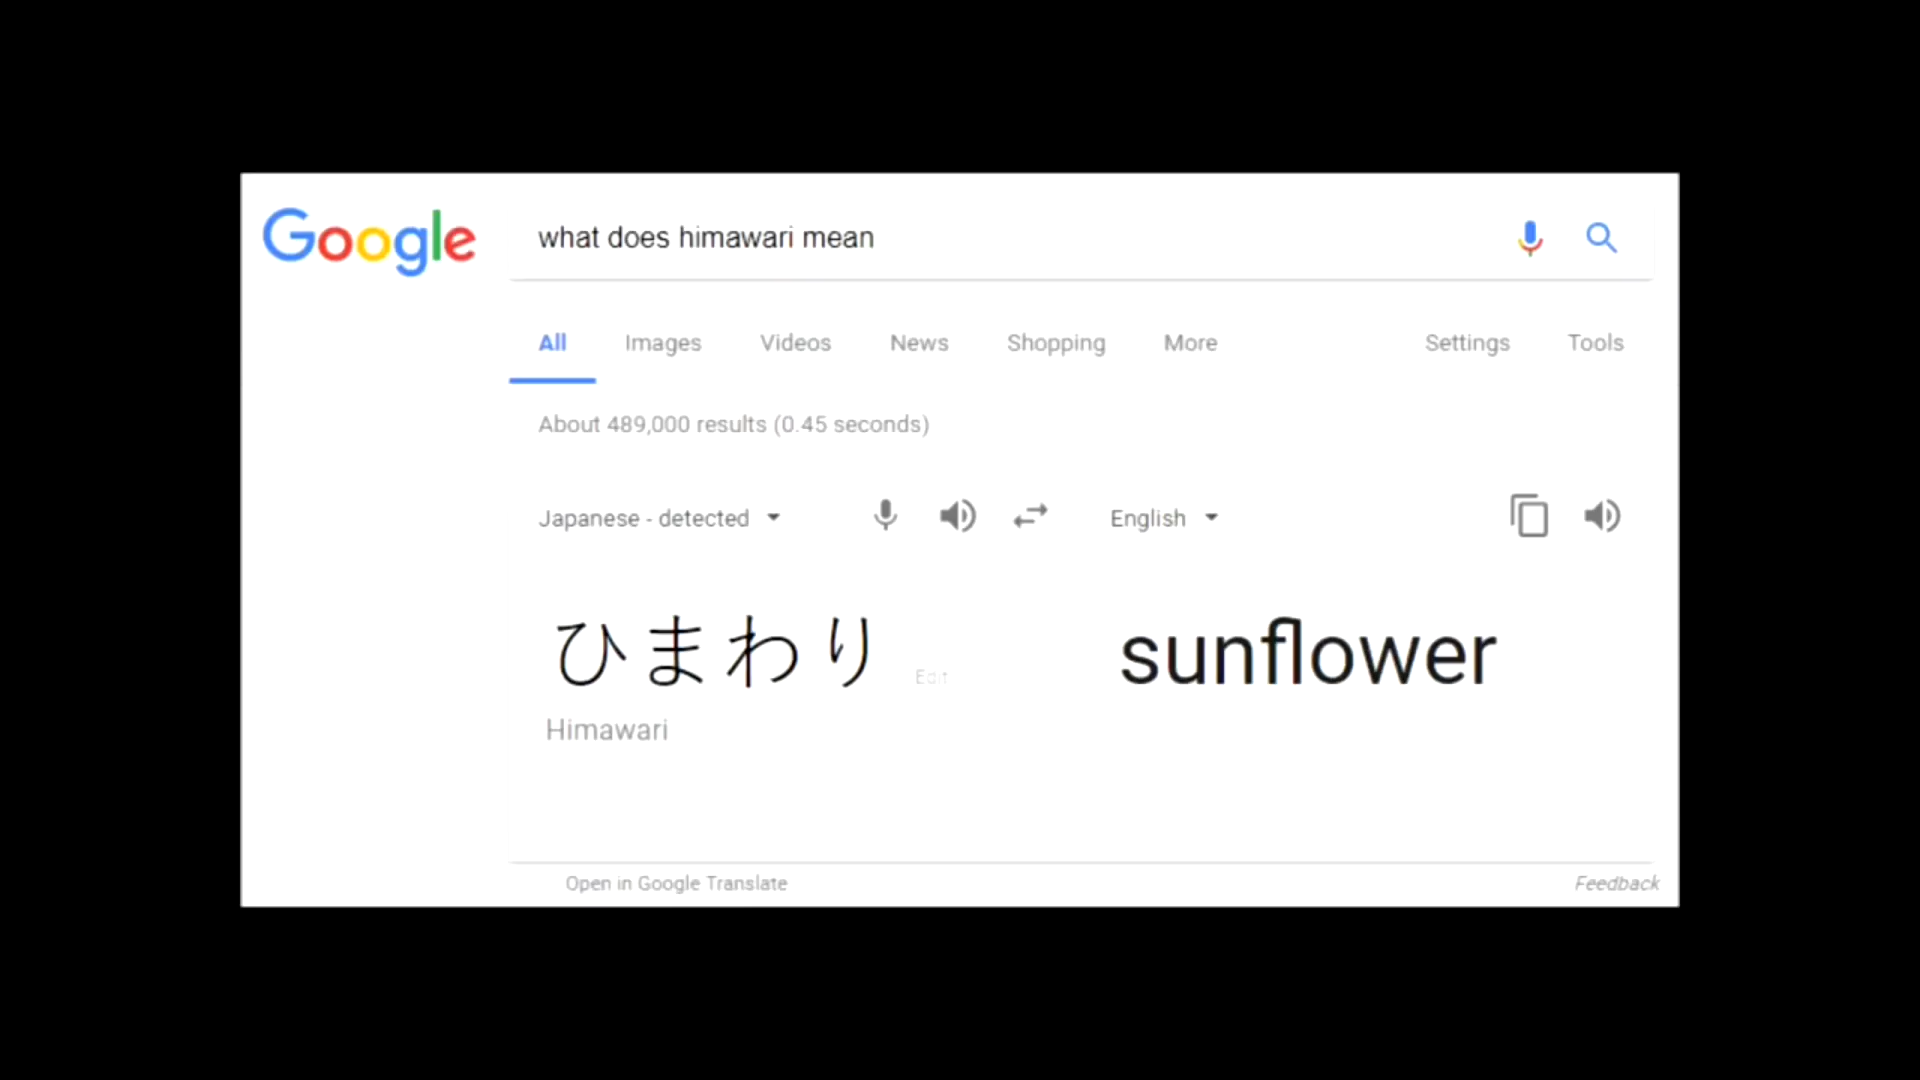 Google what does himawari mean
All Images Videos News Shopping More Settings Tools
About 489,000 results (0.45 seconds)
Japanese - detected English
ひまわり Edit sunflower
Himawari
Open in Google Translate Feedback